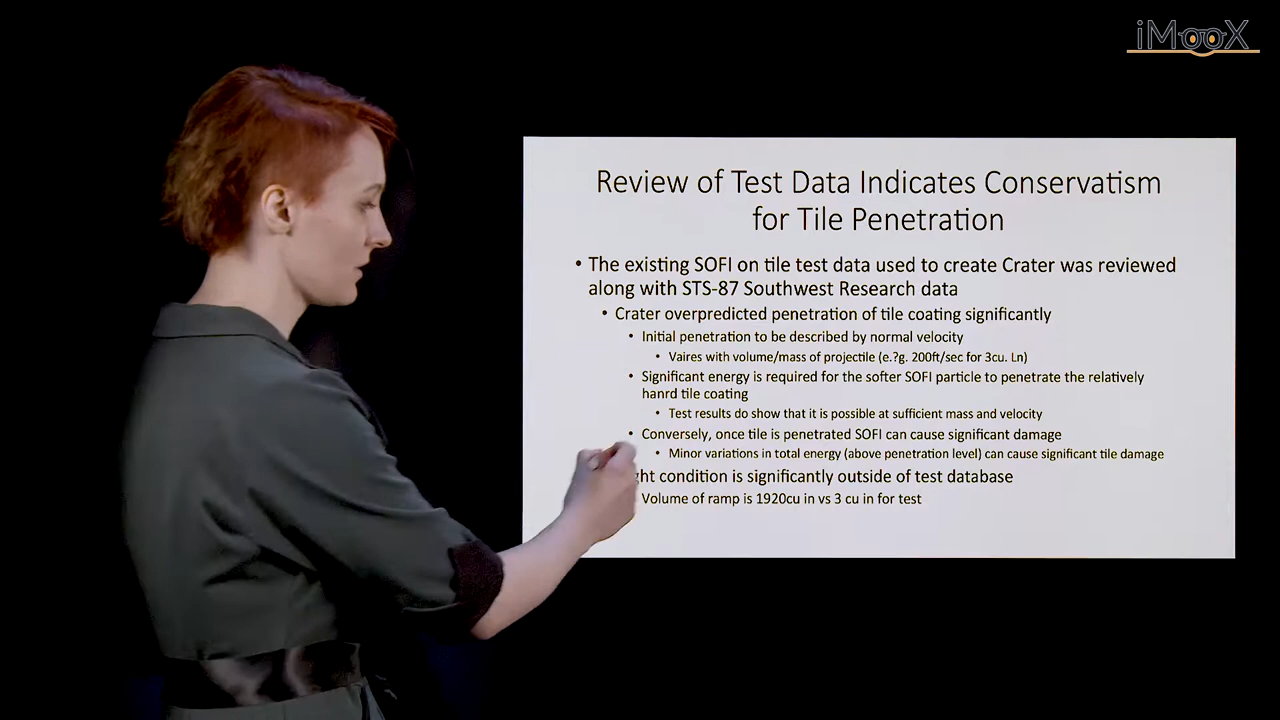 iMooX
Review of Test Data Indicates Conservatism
for Tile Penetration
• The existing SOFI on tile test data used to create Crater was reviewed
along with STS-87 Southwest Research data
• Crater overpredicted penetration of tile coating significantly
• Initial penetration to be described by normal velocity
• Vaires with volume/mass of projectile (e.?g. 200ft/sec for 3cu. Ln)
• Significant energy is required for the softer SOFI particle to penetrate the relatively
hanrd tile coating
• Test results do show that it is possible at sufficient mass and velocity
• Conversely, once tile is penetrated SOFI can cause significant damage
• Minor variations in total energy (above penetration level) can cause significant tile damage
condition is significantly outside of test database
Volume of ramp is 1920cu in vs 3 cu in for test